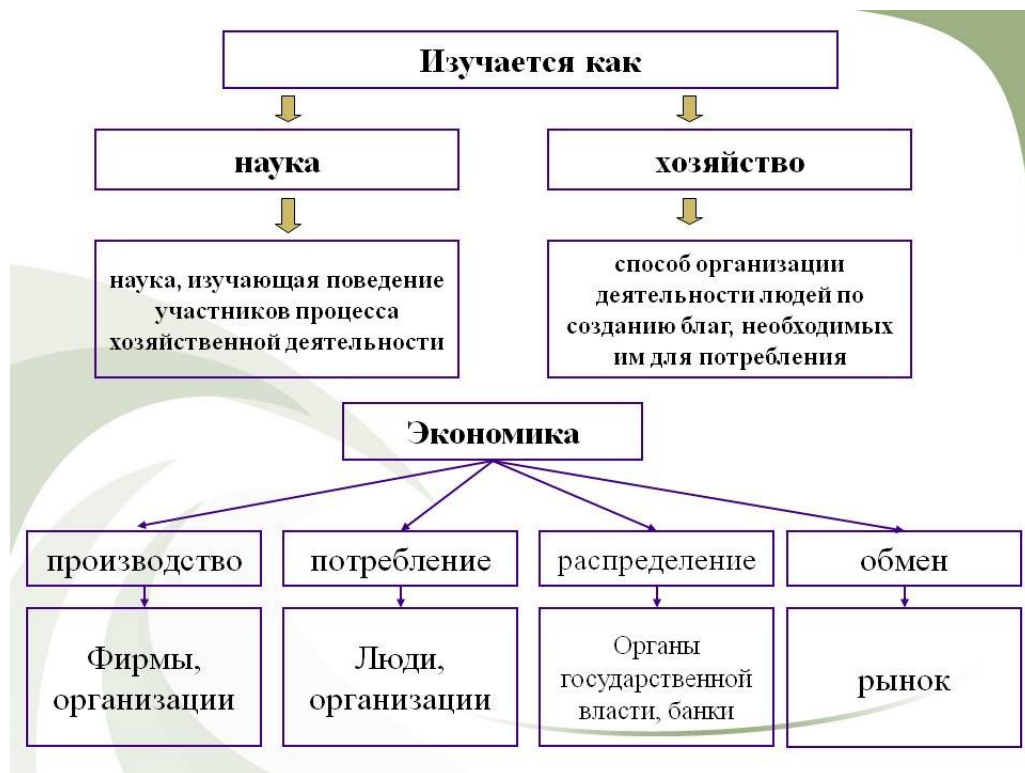 Изучается как
наука
хозяйство
наука, изучающая поведение
участников процесса
хозяйственной деятельности
способ организации
деятельности людей по
созданию благ, необходимых
им для потребления
Экономика
производство
потребление
распределение
обмен
Фирмы,
организации
Люди,
организации
Органы
государственной
власти, банки
рынок